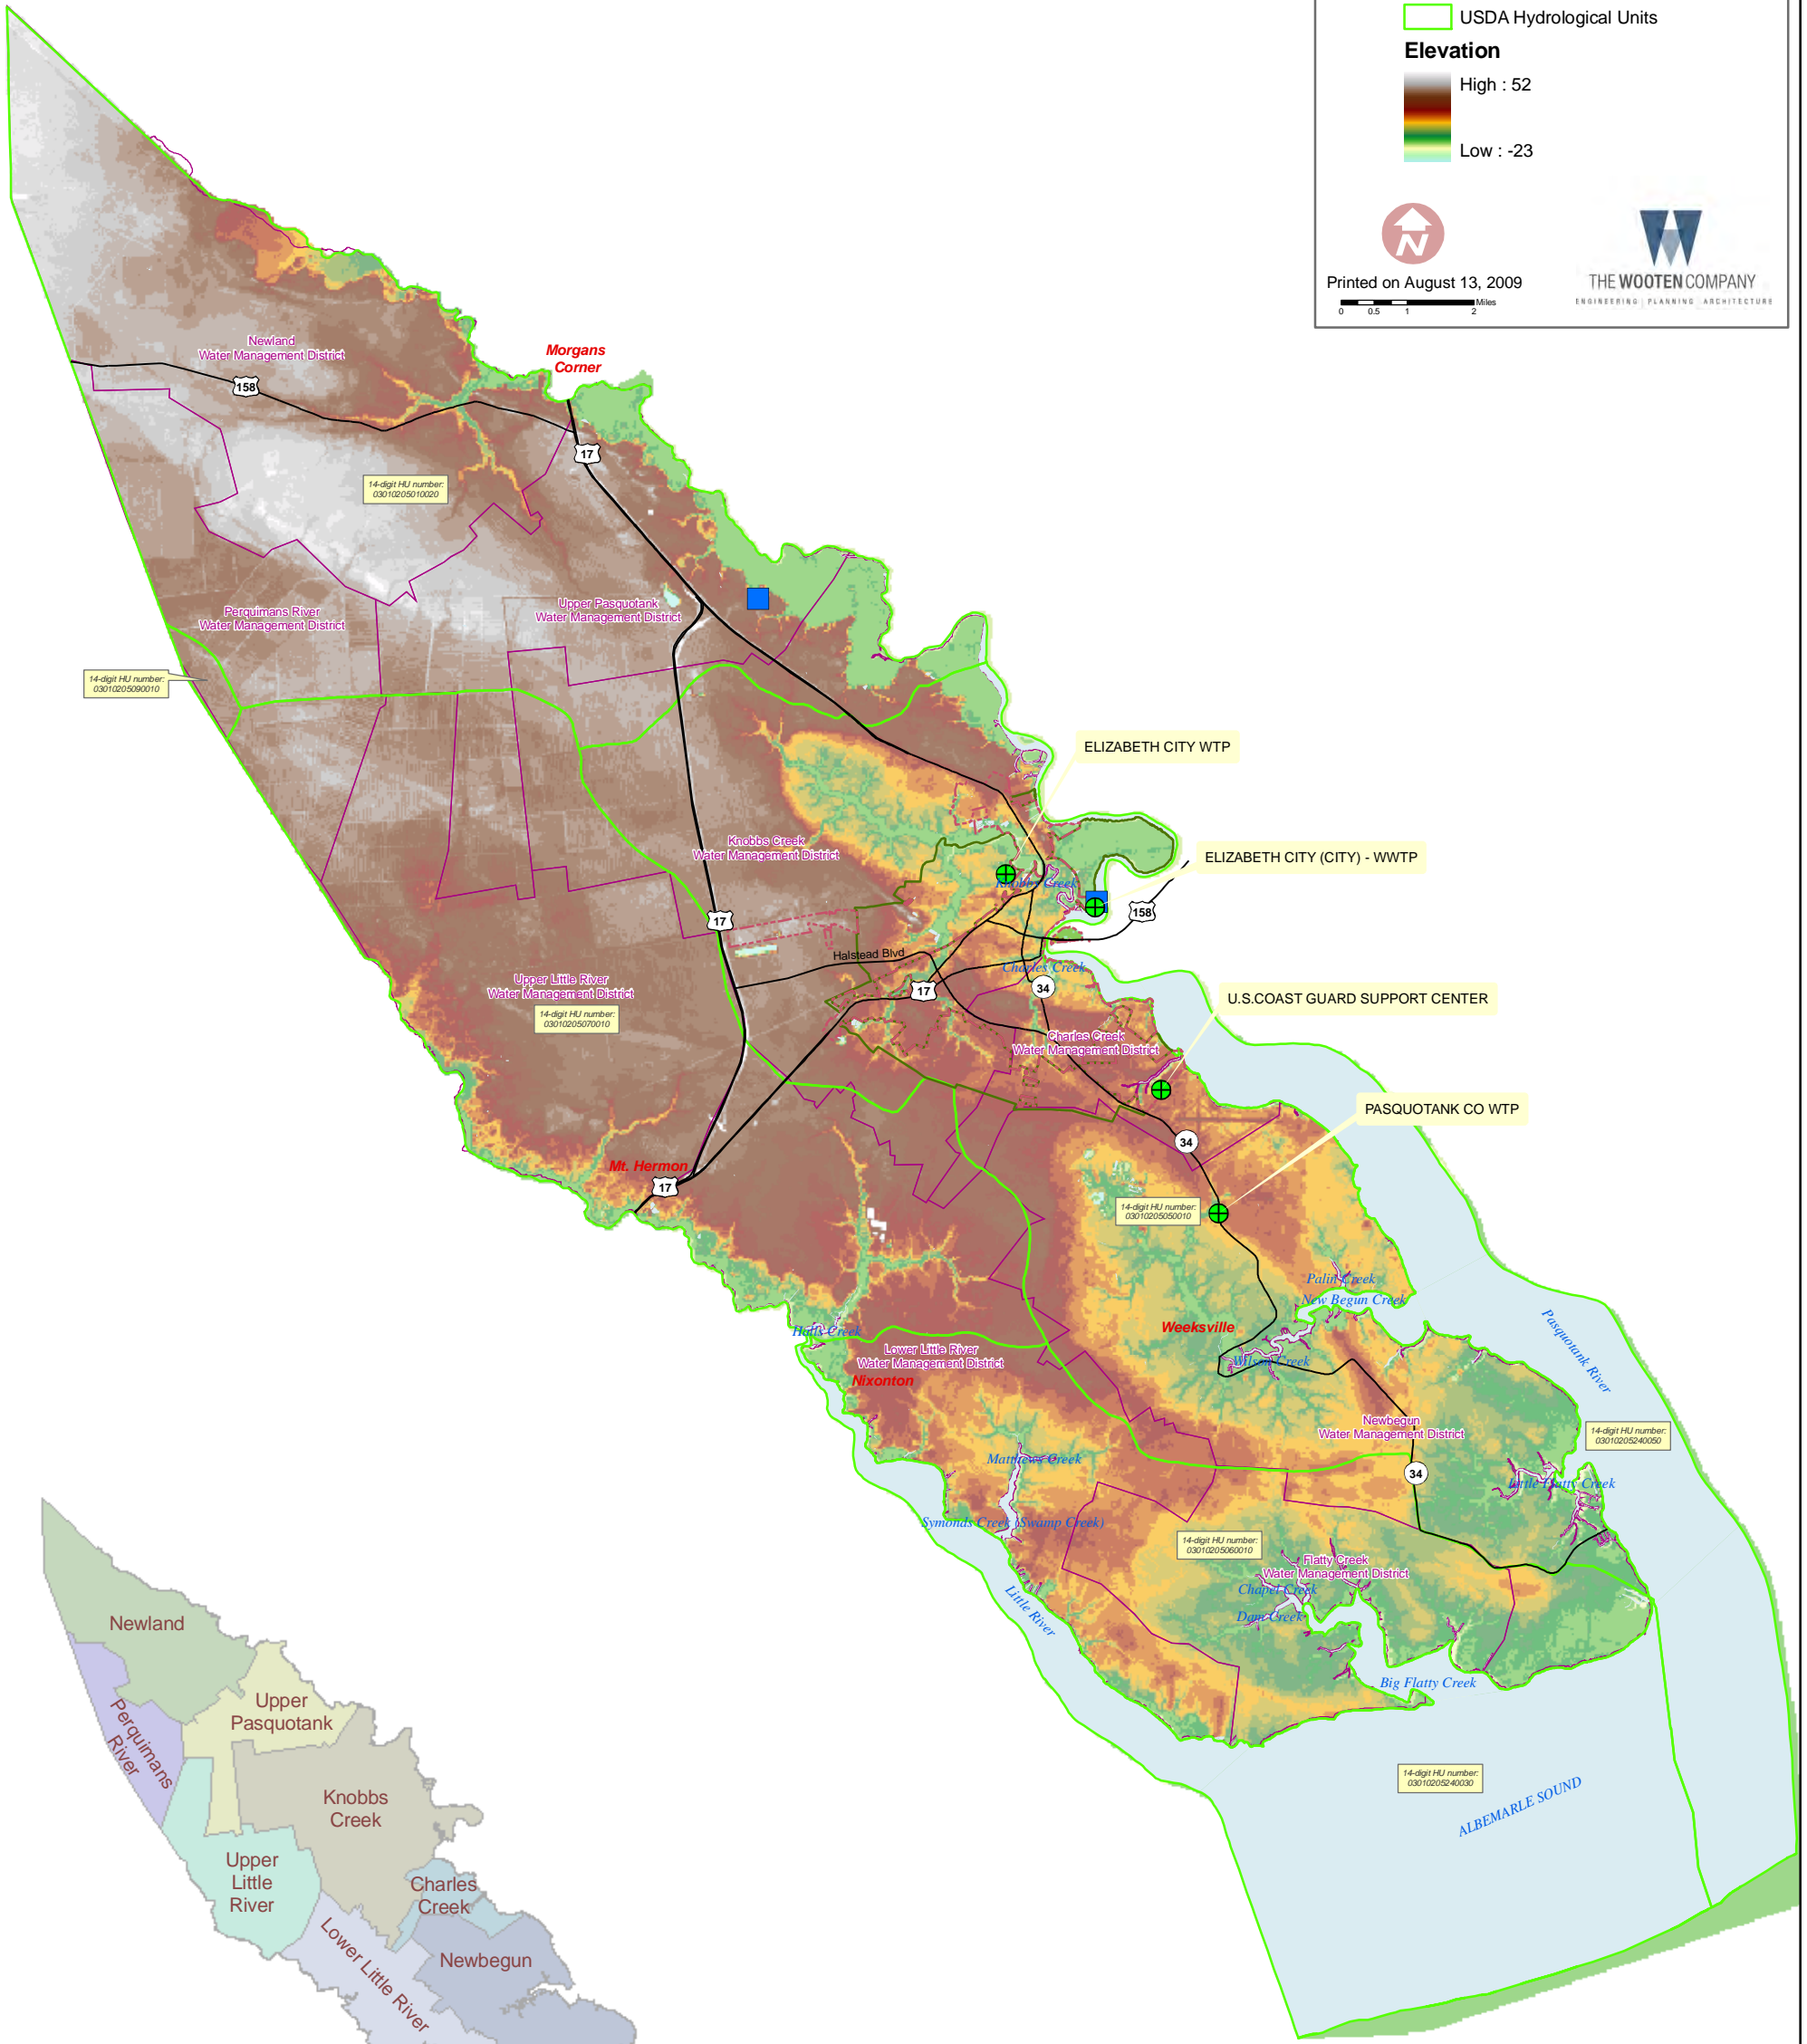 USDA Hydrological Units
Elevation
High : 52
Low : -23
N
Printed on August 13, 2009
Miles
0 0.5 1 2
THE WOOTEN COMPANY
ENGINEERING | PLANNING | ARCHITECTURE
Morgans
Corner
Newland
Water Management District
158
17
14-digit HU number:
03010205010020
Perquimans River
Water Management District
Upper Pasquotank
Water Management District
14-digit HU number:
03010205090010
ELIZABETH CITY WTP
Knobbs Creek
Water Management District
ELIZABETH CITY (CITY) - WWTP
Knobbs Creek
158
17
Halstead Blvd
Charles Creek
Upper Little River
Water Management District
17
34
U.S.COAST GUARD SUPPORT CENTER
14-digit HU number:
03010205070010
Charles Creek
Water Management District
PASQUOTANK CO WTP
34
Mt. Hermon
17
14-digit HU number:
03010205050010
Palin Creek
New Begun Creek
Pasquotank River
Weeksville
Halls Creek
Lower Little River
Water Management District
Wilson Creek
Nixonton
Newbegun
Water Management District
14-digit HU number:
03010205240050
Matthews Creek
34
Little Flatty Creek
Symonds Creek (Swamp Creek)
14-digit HU number:
03010205060010
Flatty Creek
Water Management District
Chapel Creek
Little River
Dam Creek
Big Flatty Creek
14-digit HU number:
03010205240030
ALBEMARLE SOUND
Newland
Upper
Pasquotank
Perquimans
River
Knobbs
Creek
Upper
Little
River
Charles
Creek
Lower Little River
Newbegun